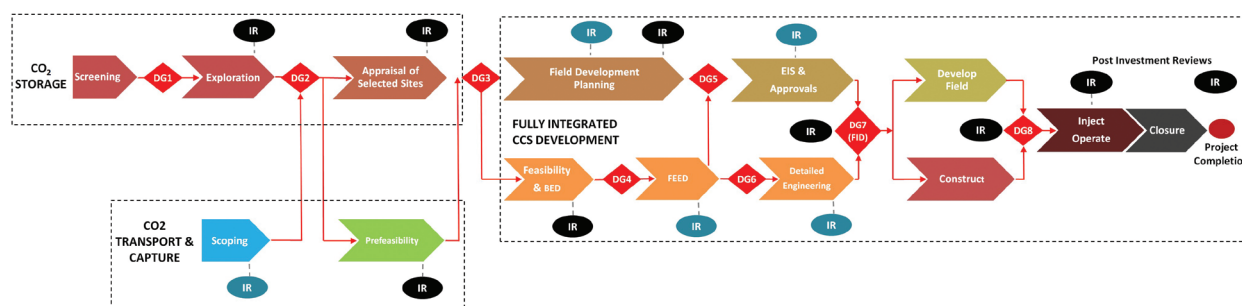 CO2
STORAGE
Screening
DG1
Exploration
IR
DG2
Appraisal of
Selected Sites
IR
DG3
CO2
TRANSPORT &
CAPTURE
Scoping
IR
Prefeasibility
IR
IR
IR
Field Development
Planning
DG5
IR
EIS &
Approvals
FULLY INTEGRATED
CCS DEVELOPMENT
Feasibility
& BED
IR
DG4
FEED
IR
DG6
Detailed
Engineering
IR
IR
DG7
(FID)
Develop
Field
Construct
IR
DG8
Post Investment Reviews
IR
IR
Inject
Operate
Closure
Project
Completion